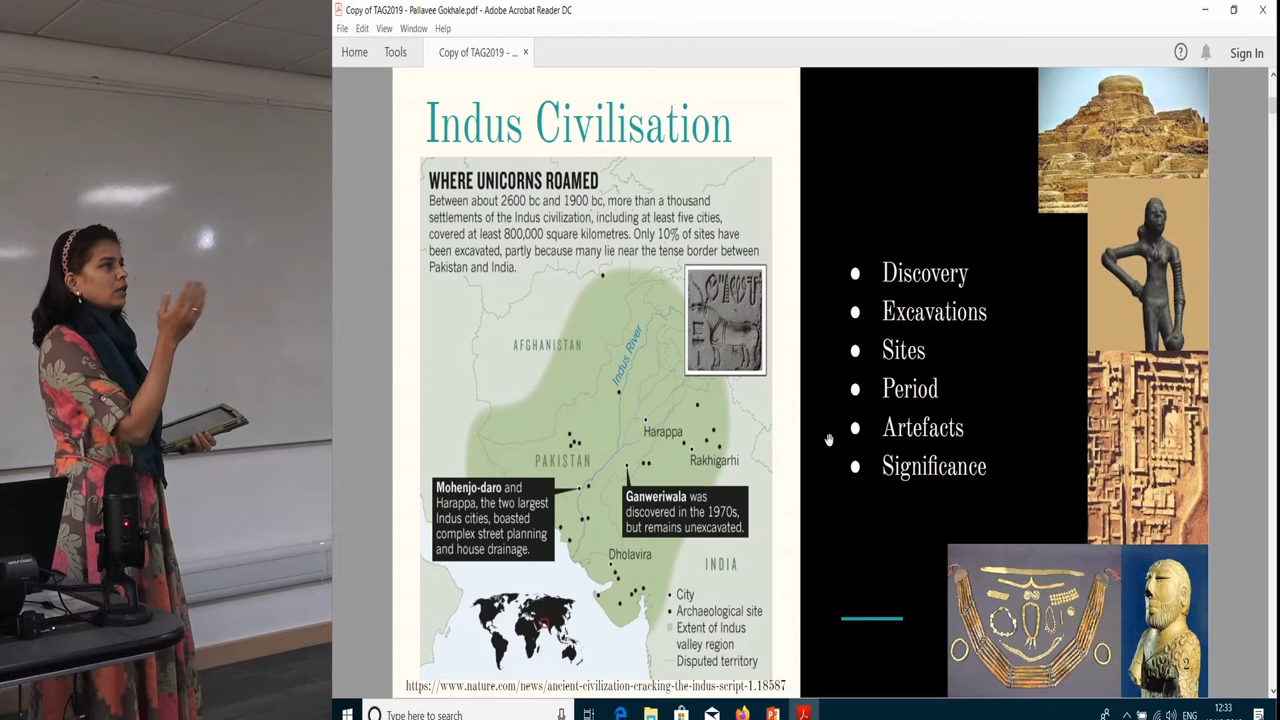 Copy of TAG2019 - Pallavee Gokhale.pdf - Adobe Acrobat Reader DC
File Edit View Window Help
Home Tools Copy of TAG2019 - ... × Sign In
Indus Civilisation
WHERE UNICORNS ROAMED
Between about 2600 bc and 1900 bc, more than a thousand
settlements of the Indus civilization, including at least five cities,
covered at least 800,000 square kilometres. Only 10% of sites have
been excavated, partly because many lie near the tense border between
Pakistan and India.
AFGHANISTAN
Indus River
Harappa
PAKISTAN
Rakhigarhi
Mohenjo-daro and
Harappa, the two largest
Indus cities, boasted
complex street planning
and house drainage.
Ganweriwala was
discovered in the 1970s,
but remains unexcavated.
Dholavira
INDIA
City
Archaeological site
Extent of Indus
valley region
Disputed territory
https://www.nature.com/news/ancient-civilization-cracking-the-indus-script-1.18587
● Discovery
● Excavations
● Sites
● Period
● Artefacts
● Significance
2
Type here to search
ENG
12:33